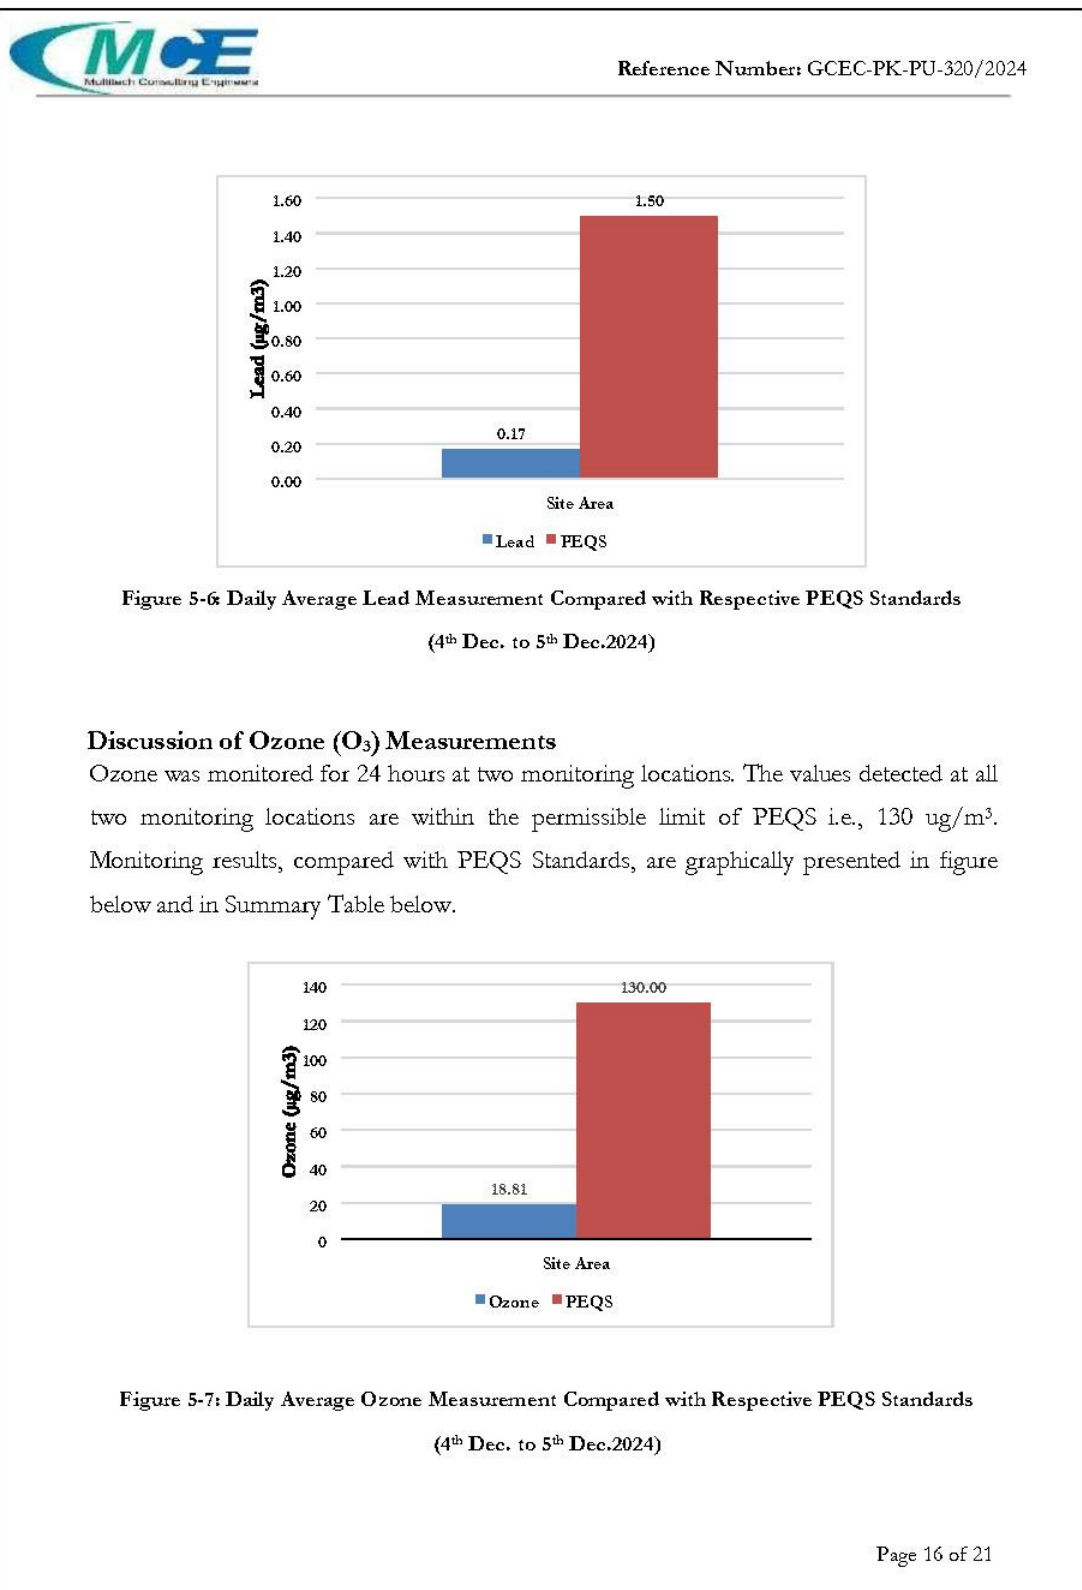 MCE
Multitech Consulting Engineers
Reference Number: GCEC-PK-PU-320/2024
1.60
1.40
1.20
1.00
0.80
0.60
0.40
0.20
0.00
Lead (µg/m3)
1.50
0.17
Site Area
Lead PEQS
Figure 5-6: Daily Average Lead Measurement Compared with Respective PEQS Standards
(4th Dec. to 5th Dec.2024)
Discussion of Ozone (O3) Measurements
Ozone was monitored for 24 hours at two monitoring locations. The values detected at all
two monitoring locations are within the permissible limit of PEQS i.e., 130 ug/m³.
Monitoring results, compared with PEQS Standards, are graphically presented in figure
below and in Summary Table below.
140
120
100
80
60
40
20
0
Ozone (µg/m3)
130.00
18.81
Site Area
Ozone PEQS
Figure 5-7: Daily Average Ozone Measurement Compared with Respective PEQS Standards
(4th Dec. to 5th Dec.2024)
Page 16 of 21